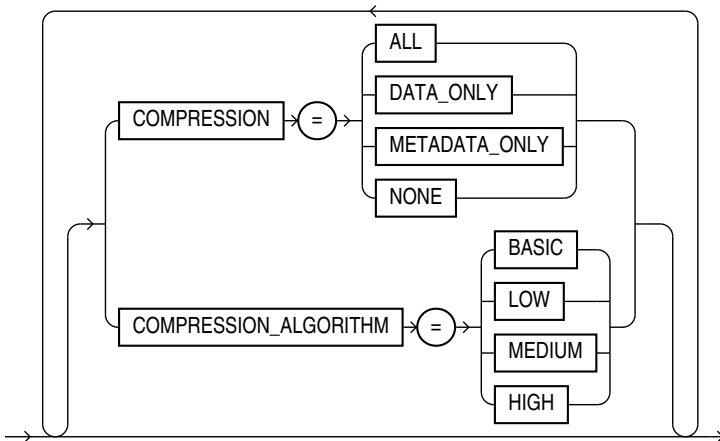 ALL
DATA_ONLY
COMPRESSION =
METADATA_ONLY
NONE
BASIC
LOW
COMPRESSION_ALGORITHM =
MEDIUM
HIGH